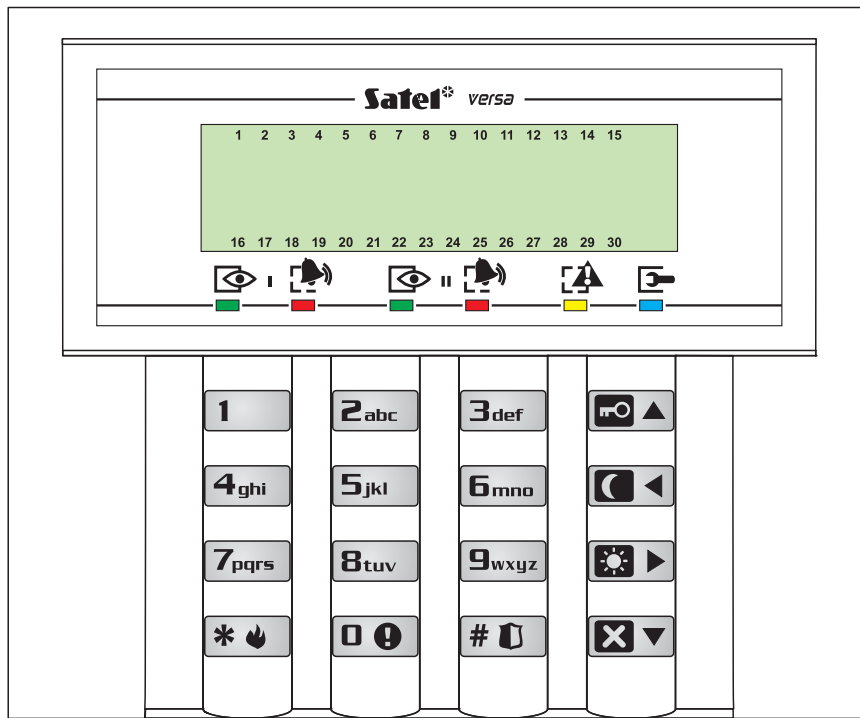 Satel* versa
1 2 3 4 5 6 7 8 9 10 11 12 13 14 15
16 17 18 19 20 21 22 23 24 25 26 27 28 29 30
I II
1 2abc 3def
4ghi 5jkl 6mno
7pqrs 8tuv 9wxyz
* 0 #